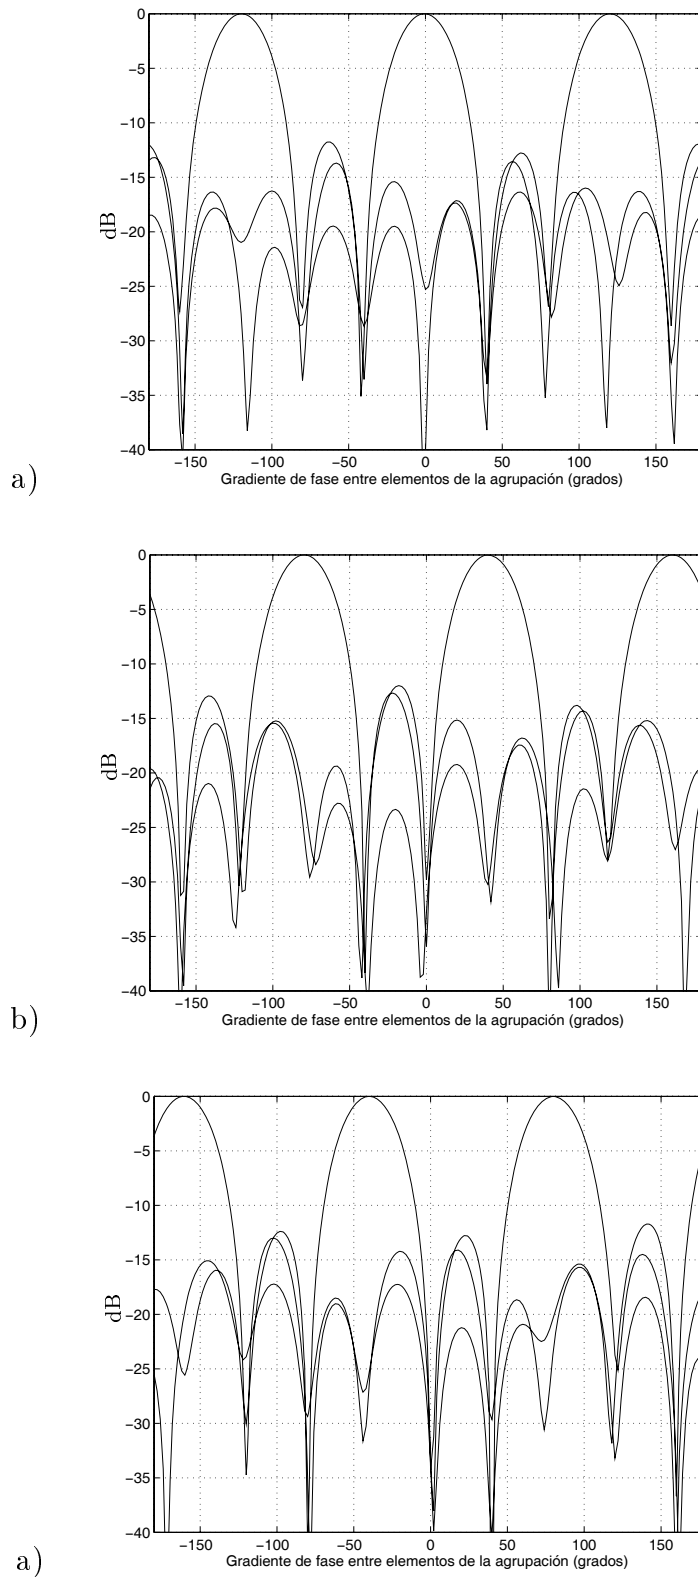 0
−5
−10
−15
−20
−25
−30
−35
−40
dB
−150 −100 −50 0 50 100 150
Gradiente de fase entre elementos de la agrupación (grados)
a)
0
−5
−10
−15
−20
−25
−30
−35
−40
dB
−150 −100 −50 0 50 100 150
Gradiente de fase entre elementos de la agrupación (grados)
b)
0
−5
−10
−15
−20
−25
−30
−35
−40
dB
−150 −100 −50 0 50 100 150
Gradiente de fase entre elementos de la agrupación (grados)
a)